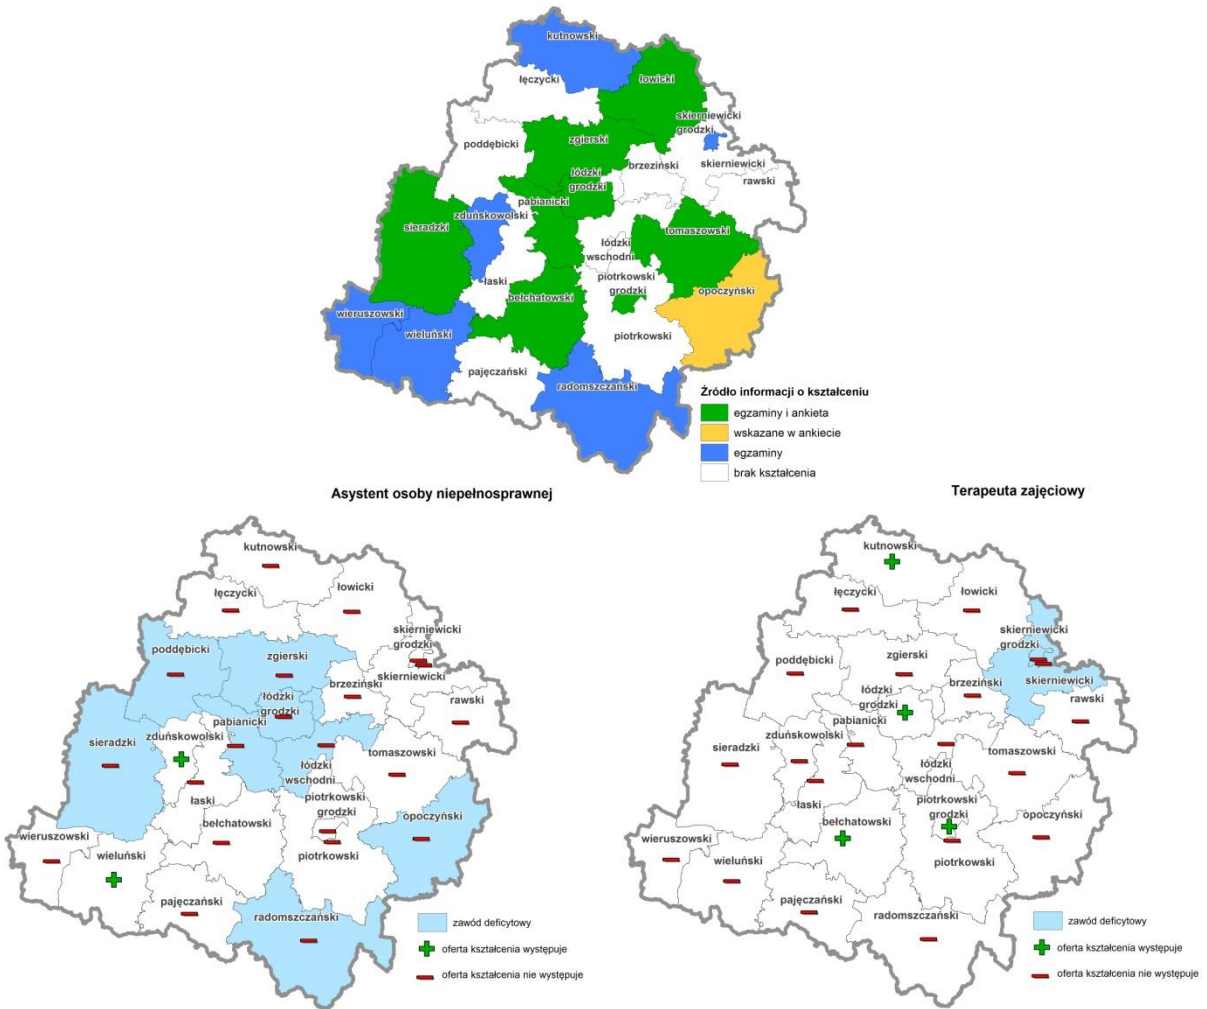 kutnowski
łęczycki
łowicki
skierniewicki
grodzki
zgierski
poddębicki
brzeziński
skierniewicki
łódzki
grodzki
rawski
pabianicki
zduńskowolski
sieradzki
tomaszowski
łódzki
wschodni
piotrkowski
grodzki
łaski
opoczyński
bełchatowski
wieruszowski
wieluński
piotrkowski
pajęczański
radomszczański
Źródło informacji o kształceniu
egzaminy i ankieta
wskazane w ankiecie
egzaminy
brak kształcenia
Asystent osoby niepełnosprawnej
kutnowski
łęczycki
łowicki
skierniewicki
grodzki
poddębicki
zgierski
skierniewicki
brzeziński
łódzki
grodzki
rawski
pabianicki
zduńskowolski
sieradzki
tomaszowski
łódzki
wschodni
łaski
piotrkowski
grodzki
opoczyński
bełchatowski
wieruszowski
wieluński
piotrkowski
pajęczański
radomszczański
zawód deficytowy
oferta kształcenia występuje
oferta kształcenia nie występuje
Terapeuta zajęciowy
kutnowski
łęczycki
łowicki
skierniewicki
grodzki
poddębicki
zgierski
brzeziński
skierniewicki
łódzki
grodzki
rawski
pabianicki
zduńskowolski
sieradzki
tomaszowski
łódzki
wschodni
łaski
piotrkowski
grodzki
opoczyński
bełchatowski
wieruszowski
wieluński
piotrkowski
pajęczański
radomszczański
zawód deficytowy
oferta kształcenia występuje
oferta kształcenia nie występuje